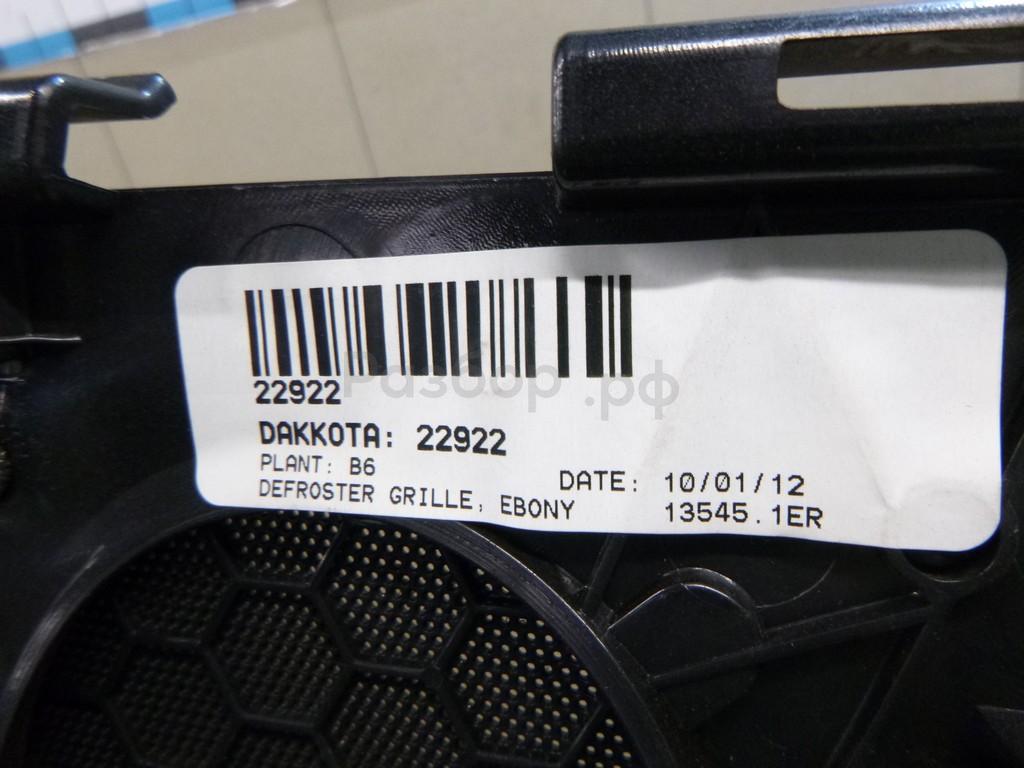 22922
Разбор.рф
DAKKOTA: 22922
PLANT: B6
DEFROSTER GRILLE, EBONY
DATE: 10/01/12
13545.1ER